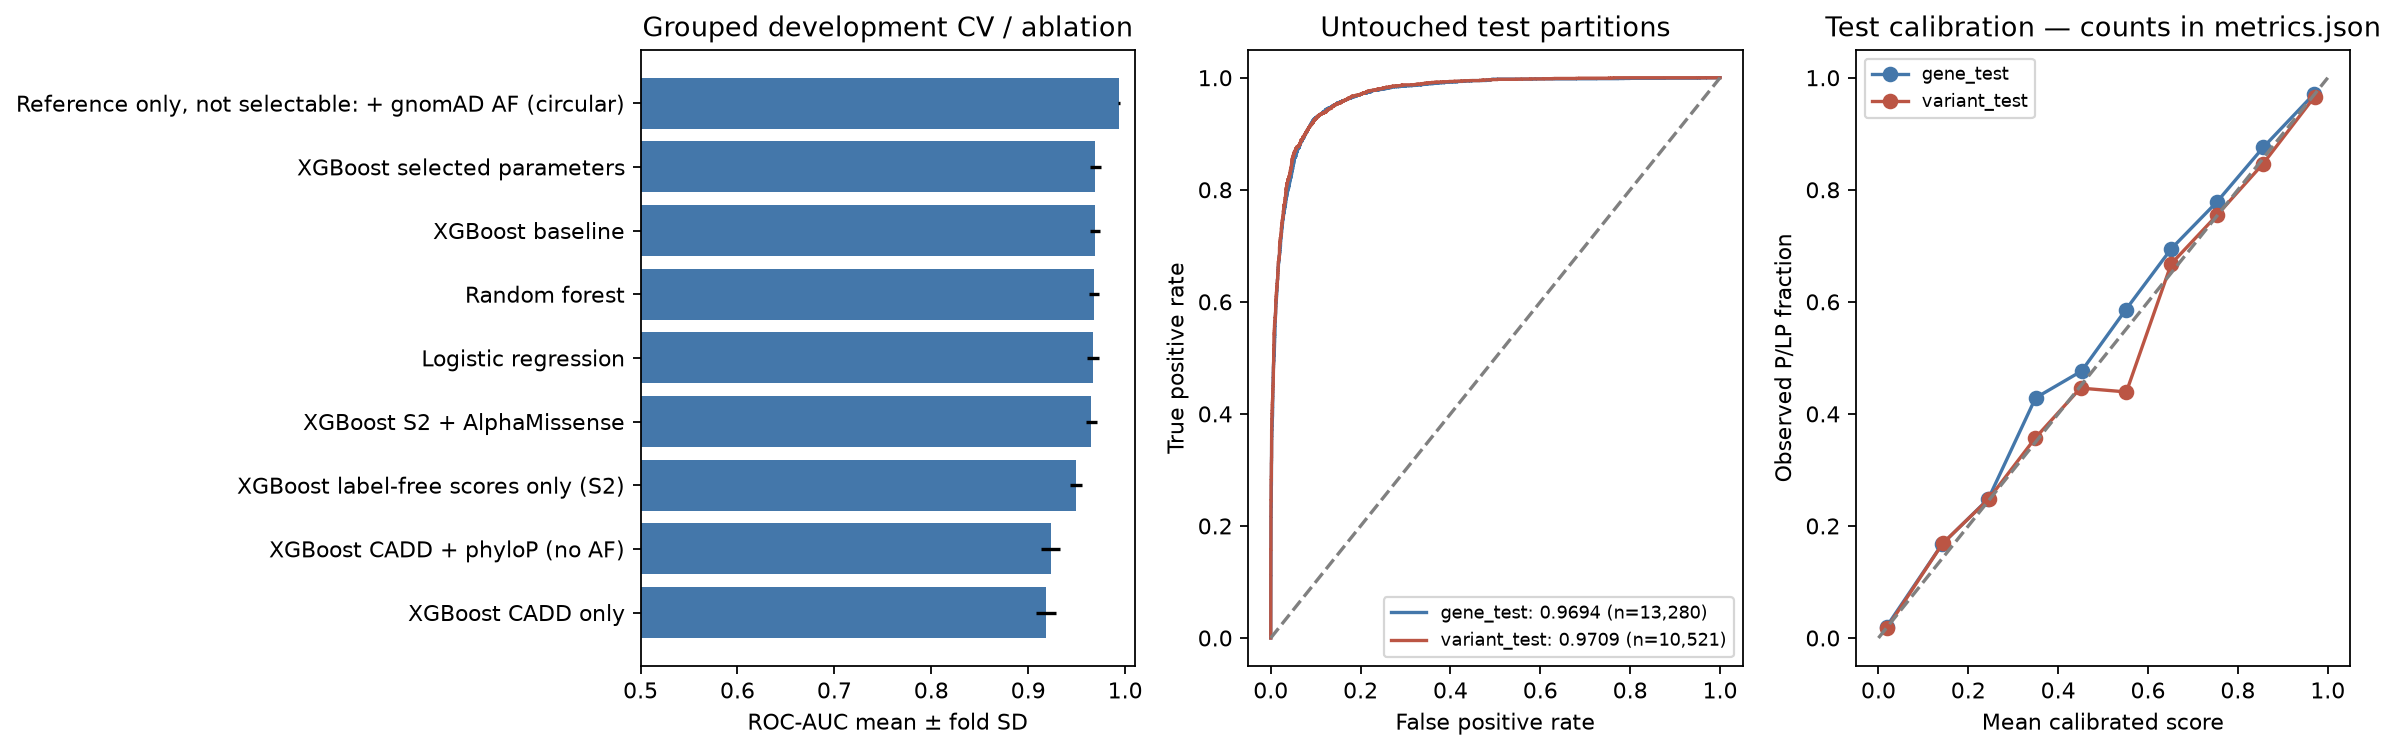 Grouped development CV / ablation
Reference only, not selectable: + gnomAD AF (circular)
XGBoost selected parameters
XGBoost baseline
Random forest
Logistic regression
XGBoost S2 + AlphaMissense
XGBoost label-free scores only (S2)
XGBoost CADD + phyloP (no AF)
XGBoost CADD only
0.5 0.6 0.7 0.8 0.9 1.0
ROC-AUC mean ± fold SD
Untouched test partitions
True positive rate
1.0
0.8
0.6
0.4
0.2
0.0
gene_test: 0.9694 (n=13,280)
variant_test: 0.9709 (n=10,521)
0.0 0.2 0.4 0.6 0.8 1.0
False positive rate
Test calibration — counts in metrics.json
gene_test
variant_test
Observed P/LP fraction
1.0
0.8
0.6
0.4
0.2
0.0
0.0 0.2 0.4 0.6 0.8 1.0
Mean calibrated score